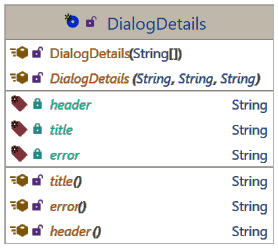 DialogDetails
DialogDetails(String[])
DialogDetails (String, String, String)
header String
title String
error String
title() String
error() String
header() String